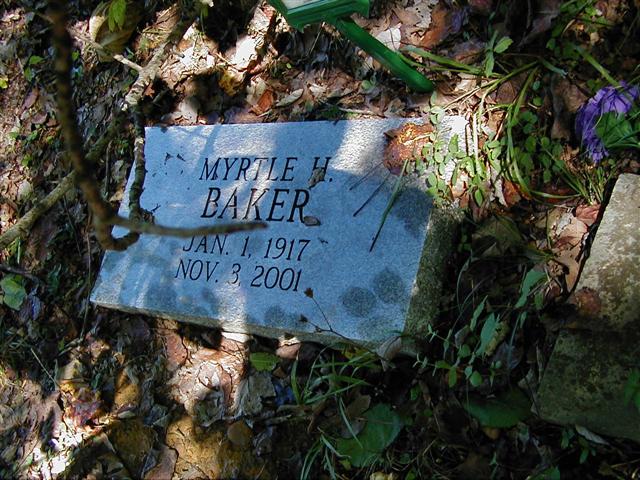 MYRTLE H.
BAKER
JAN. 1, 1917
NOV. 3, 2001